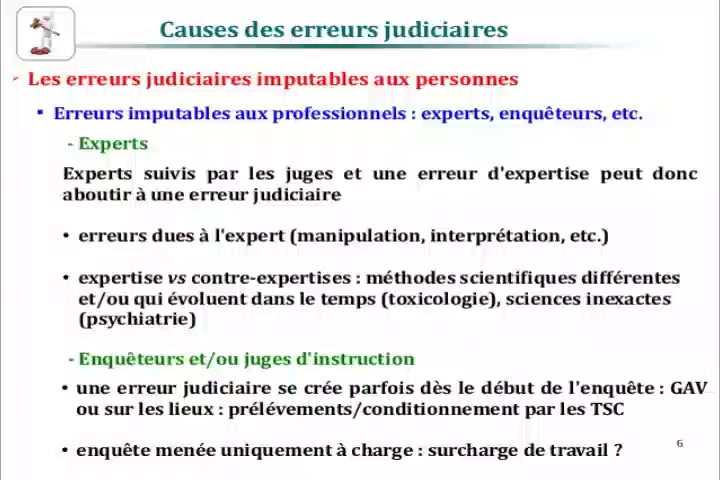 Causes des erreurs judiciaires
➢ Les erreurs judiciaires imputables aux personnes
▪ Erreurs imputables aux professionnels : experts, enquêteurs, etc.
- Experts
Experts suivis par les juges et une erreur d'expertise peut donc
aboutir à une erreur judiciaire
• erreurs dues à l'expert (manipulation, interprétation, etc.)
• expertise vs contre-expertises : méthodes scientifiques différentes
et/ou qui évoluent dans le temps (toxicologie), sciences inexactes
(psychiatrie)
- Enquêteurs et/ou juges d'instruction
• une erreur judiciaire se crée parfois dès le début de l'enquête : GAV
ou sur les lieux : prélévements/conditionnement par les TSC
• enquête menée uniquement à charge : surcharge de travail ?
6